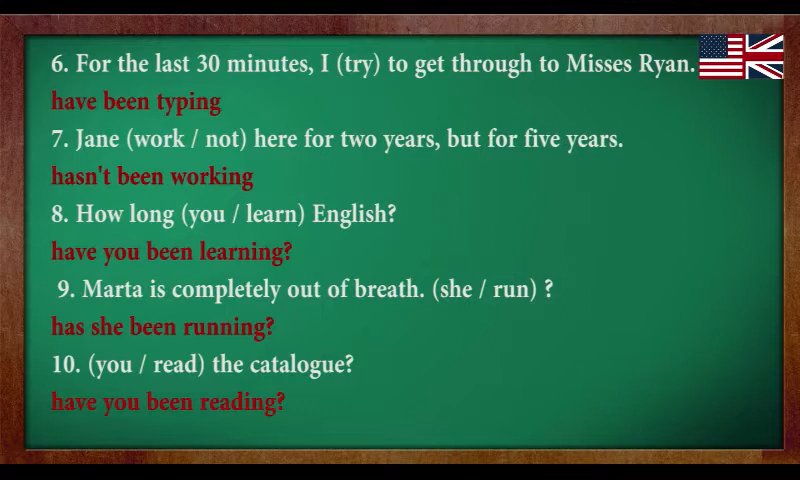 6. For the last 30 minutes, I (try) to get through to Misses Ryan.
have been typing
7. Jane (work / not) here for two years, but for five years.
hasn't been working
8. How long (you / learn) English?
have you been learning?
9. Marta is completely out of breath. (she / run) ?
has she been running?
10. (you / read) the catalogue?
have you been reading?